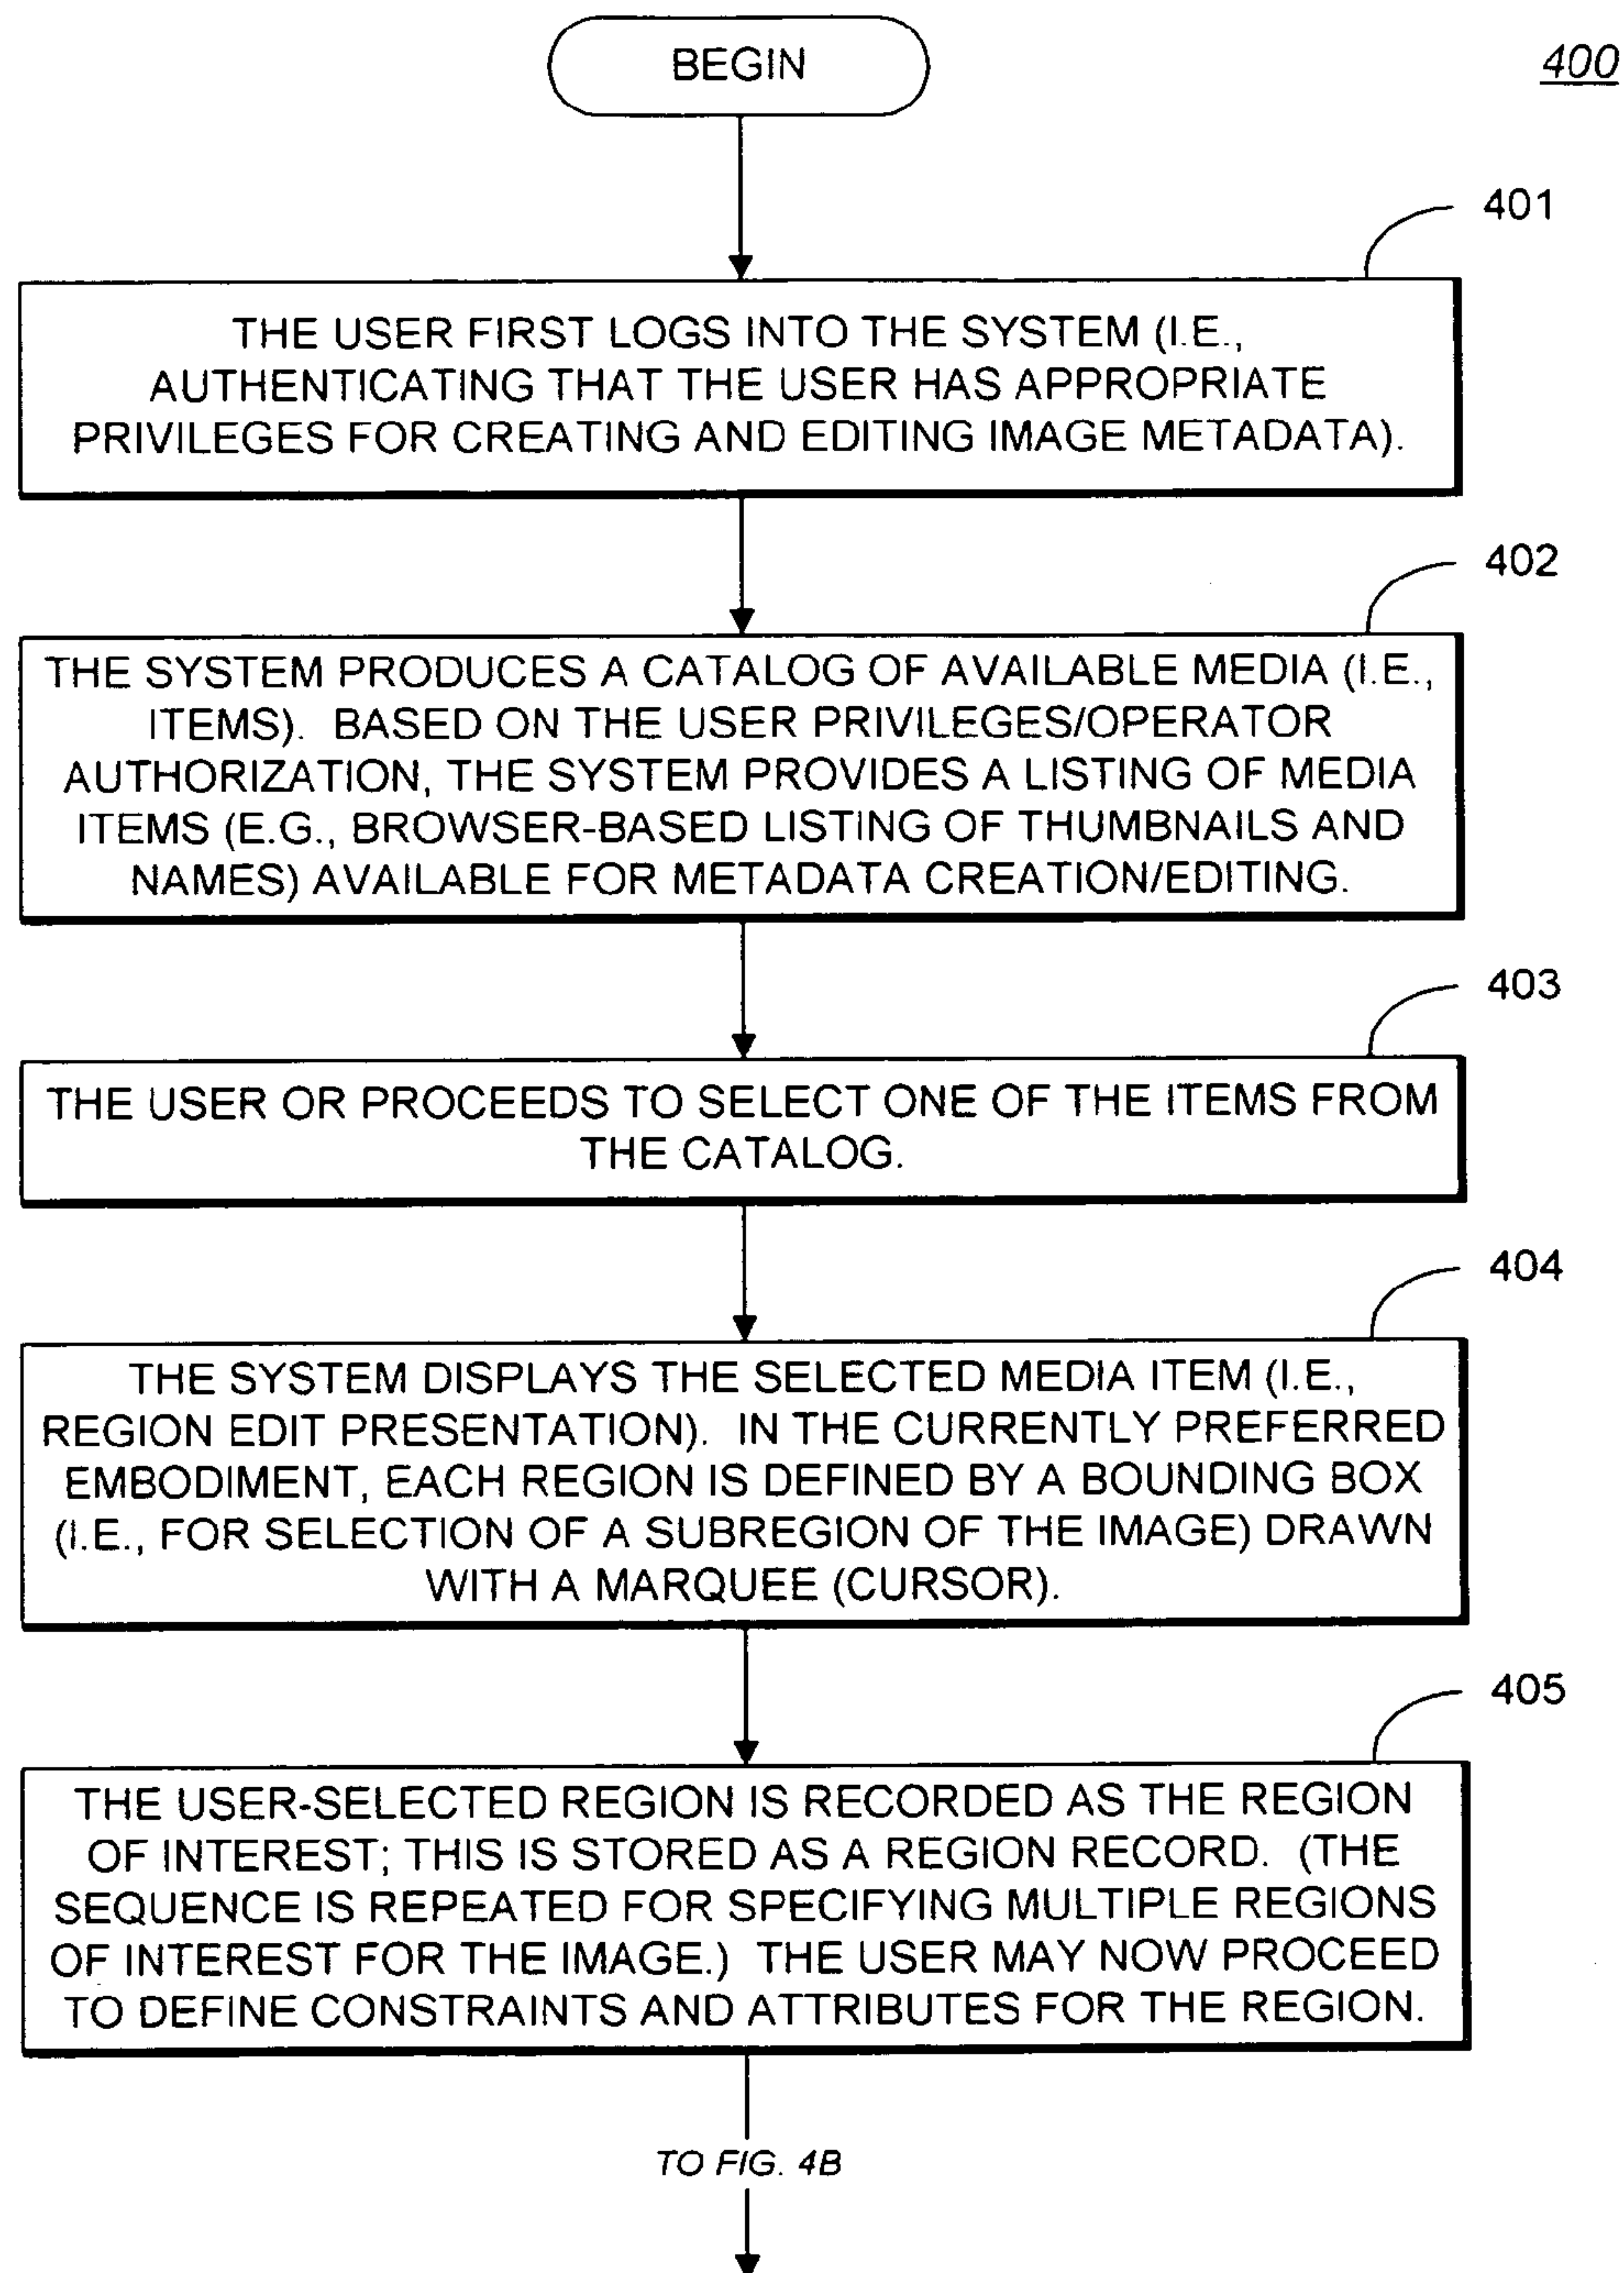 BEGIN
400
401
THE USER FIRST LOGS INTO THE SYSTEM (I.E.,
AUTHENTICATING THAT THE USER HAS APPROPRIATE
PRIVILEGES FOR CREATING AND EDITING IMAGE METADATA).
402
THE SYSTEM PRODUCES A CATALOG OF AVAILABLE MEDIA (I.E.,
ITEMS). BASED ON THE USER PRIVILEGES/OPERATOR
AUTHORIZATION, THE SYSTEM PROVIDES A LISTING OF MEDIA
ITEMS (E.G., BROWSER-BASED LISTING OF THUMBNAILS AND
NAMES) AVAILABLE FOR METADATA CREATION/EDITING.
403
THE USER OR PROCEEDS TO SELECT ONE OF THE ITEMS FROM
THE CATALOG.
404
THE SYSTEM DISPLAYS THE SELECTED MEDIA ITEM (I.E.,
REGION EDIT PRESENTATION). IN THE CURRENTLY PREFERRED
EMBODIMENT, EACH REGION IS DEFINED BY A BOUNDING BOX
(I.E., FOR SELECTION OF A SUBREGION OF THE IMAGE) DRAWN
WITH A MARQUEE (CURSOR).
405
THE USER-SELECTED REGION IS RECORDED AS THE REGION
OF INTEREST; THIS IS STORED AS A REGION RECORD. (THE
SEQUENCE IS REPEATED FOR SPECIFYING MULTIPLE REGIONS
OF INTEREST FOR THE IMAGE.) THE USER MAY NOW PROCEED
TO DEFINE CONSTRAINTS AND ATTRIBUTES FOR THE REGION.
TO FIG. 4B